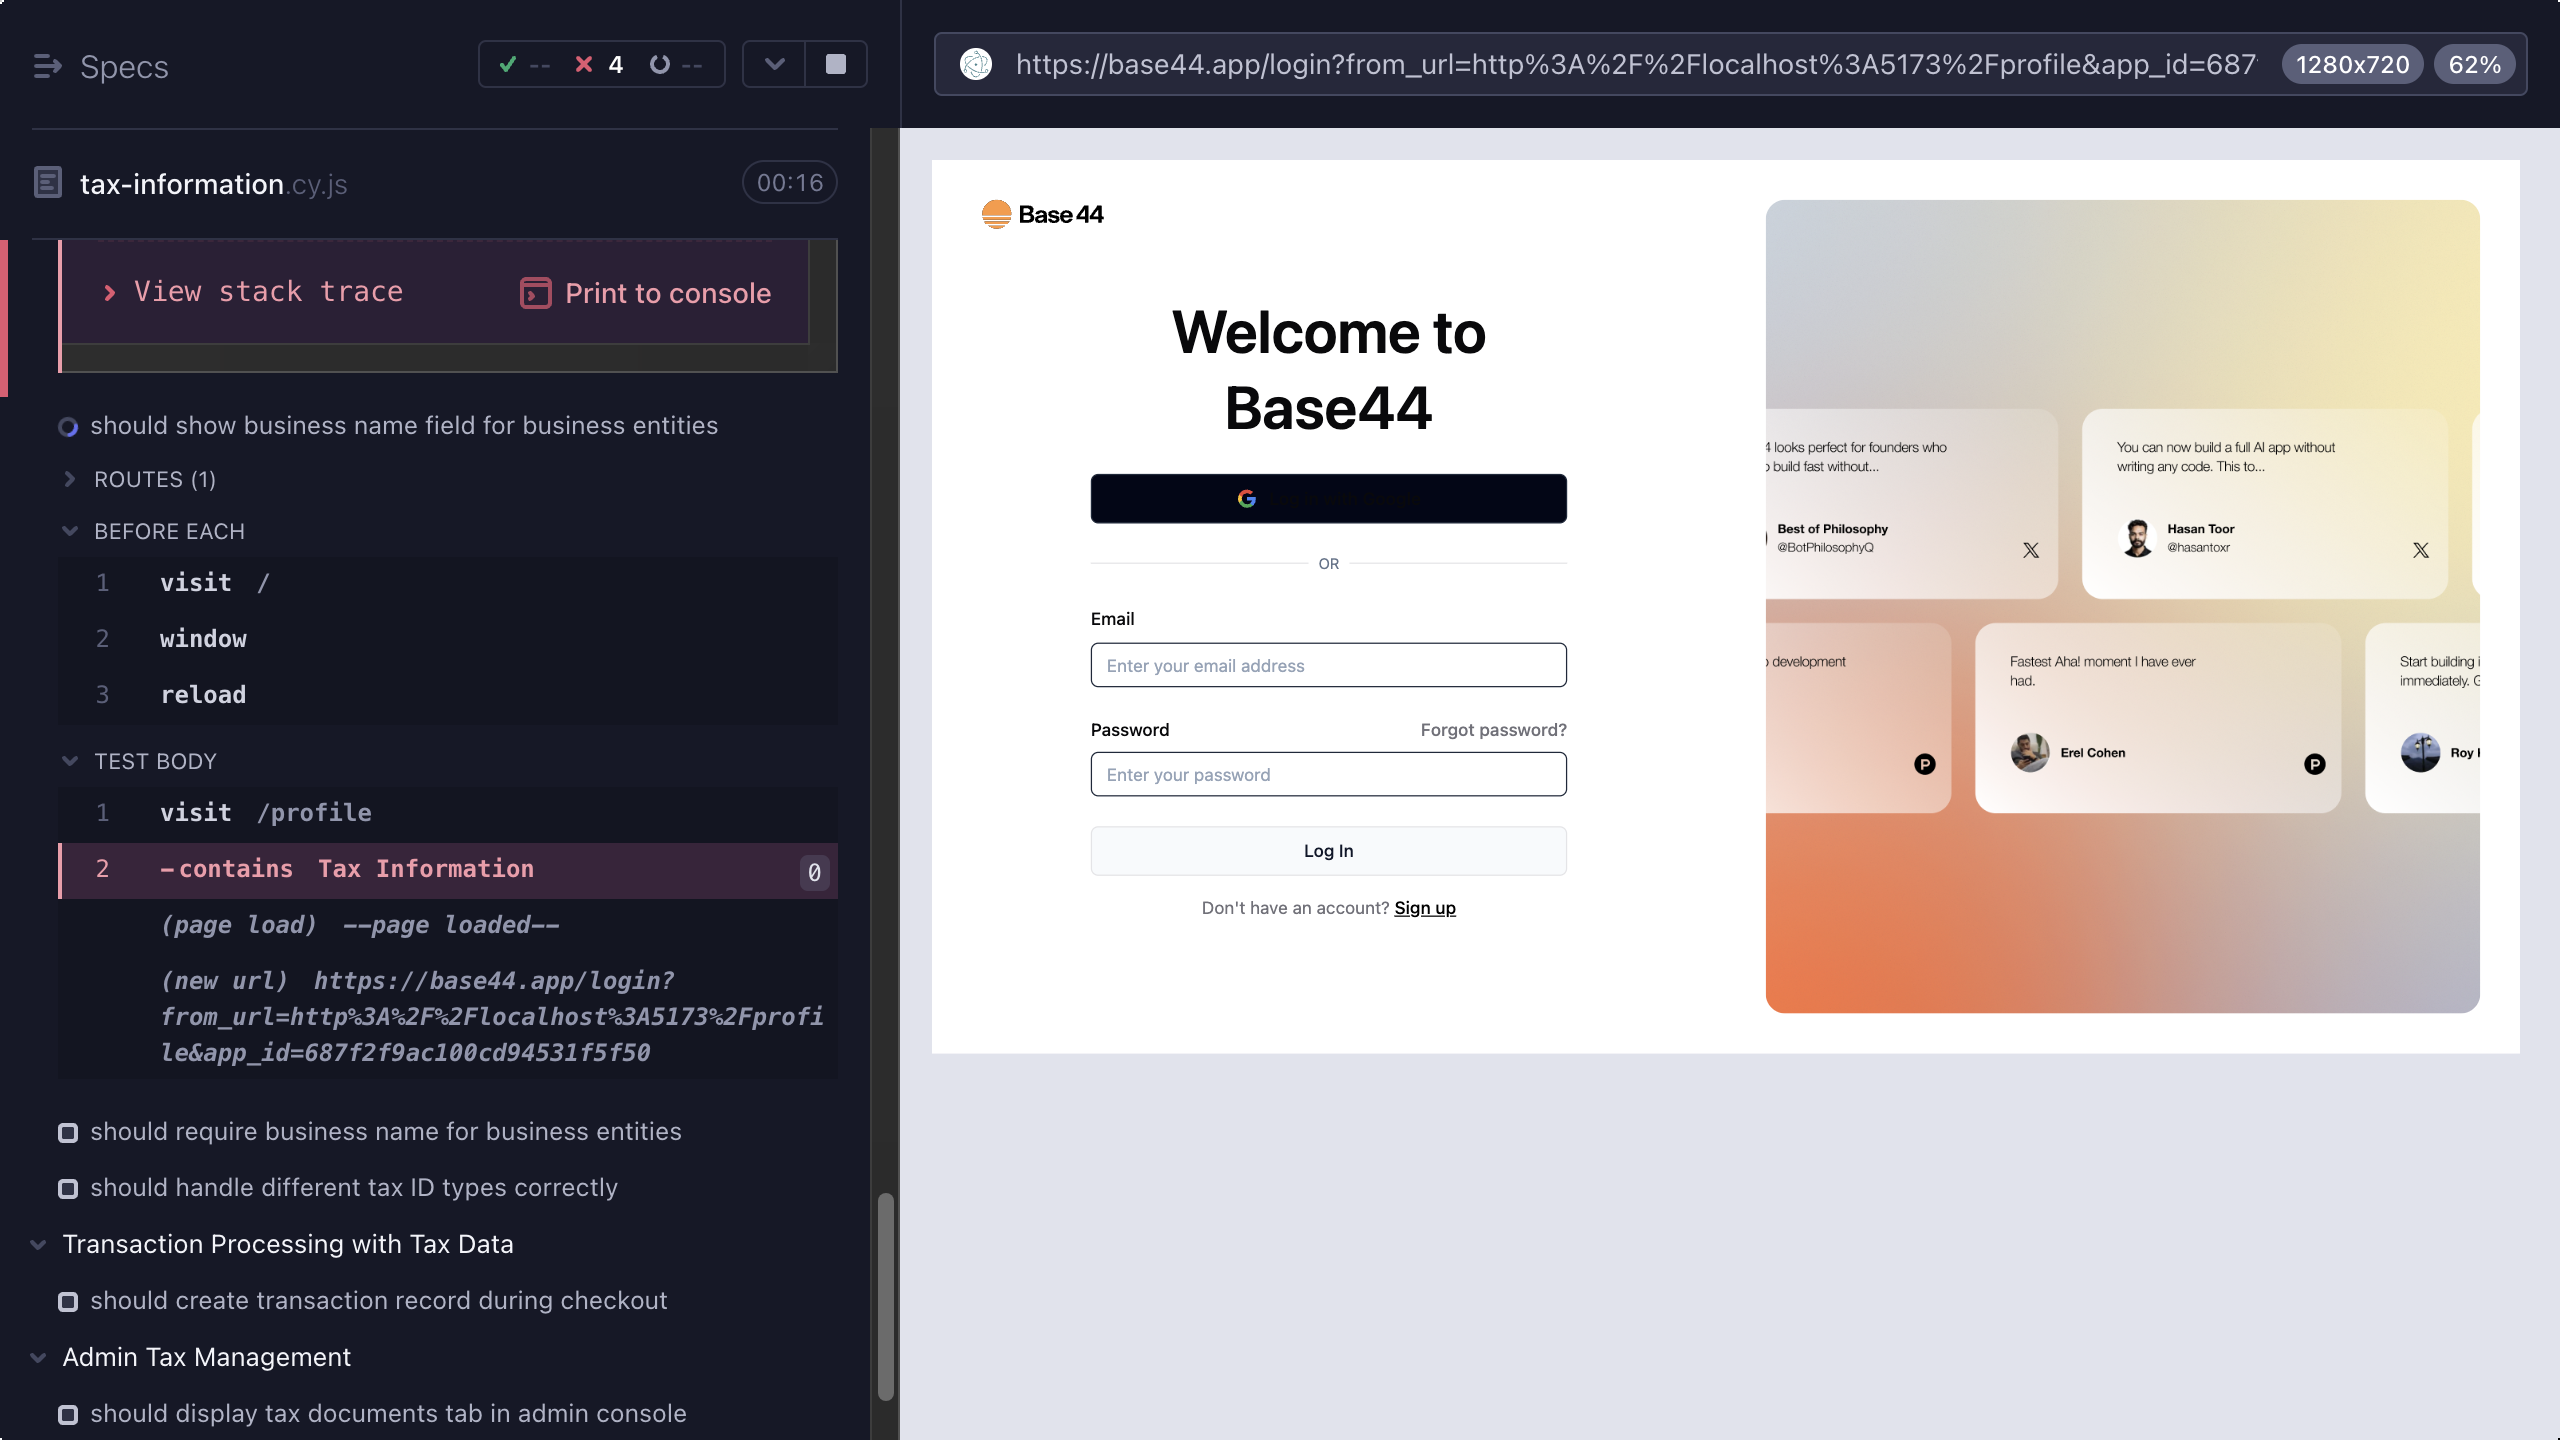 Specs
-- 4 --
tax-information.cy.js
00:16
View stack trace
Print to console
should show business name field for business entities
ROUTES (1)
BEFORE EACH
1 visit /
2 window
3 reload
TEST BODY
1 visit /profile
2 -contains Tax Information 0
(page load) --page loaded--
(new url) https://base44.app/login?
from_url=http%3A%2F%2Flocalhost%3A5173%2Fprofi
le&app_id=687f2f9ac100cd94531f5f50
should require business name for business entities
should handle different tax ID types correctly
Transaction Processing with Tax Data
should create transaction record during checkout
Admin Tax Management
should display tax documents tab in admin console
https://base44.app/login?from_url=http%3A%2F%2Flocalhost%3A5173%2Fprofile&app_id=687
1280x720
62%
Base 44
Welcome to
Base44
OR
Email
Enter your email address
Password
Forgot password?
Enter your password
Log In
Don't have an account? Sign up
4 looks perfect for founders who
build fast without...
Best of Philosophy
@BotPhilosophyQ
You can now build a full AI app without
writing any code. This to...
Hasan Toor
@hasantoxr
development
Fastest Aha! moment I have ever
had.
Erel Cohen
Start building
immediately.
Roy